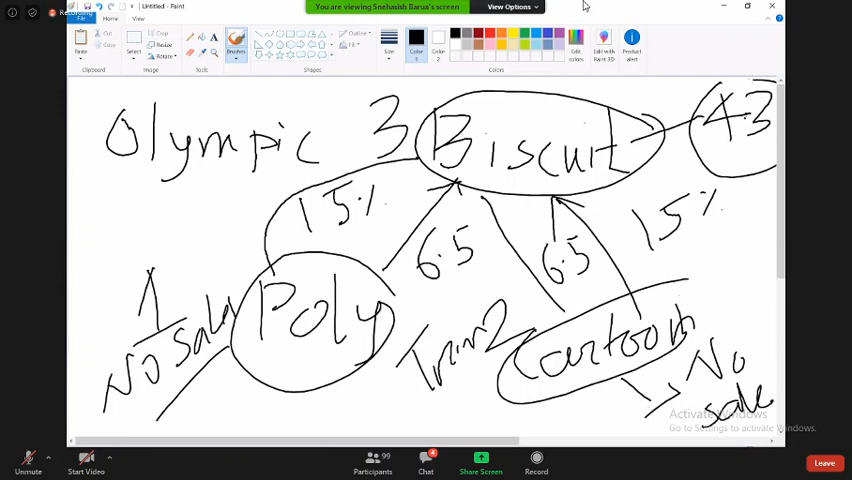 Recording
You are viewing Snehasish Barua's screen
View Options
Untitled - Paint
File
Home
View
Paste
Cut
Copy
Clipboard
Select
Crop
Resize
Rotate
Image
Tools
Brushes
Shapes
Outline
Fill
Size
Color 1
Color 2
Colors
Edit colors
Edit with Paint 3D
Product alert
Olympic 3 Biscuit 43
15%
6.5
6.5
15%
1
No sale
Poly
Cartoon
No sale
Activate Windows
Go to Settings to activate Windows.
Unmute
Start Video
99
Participants
4
Chat
Share Screen
Record
Leave